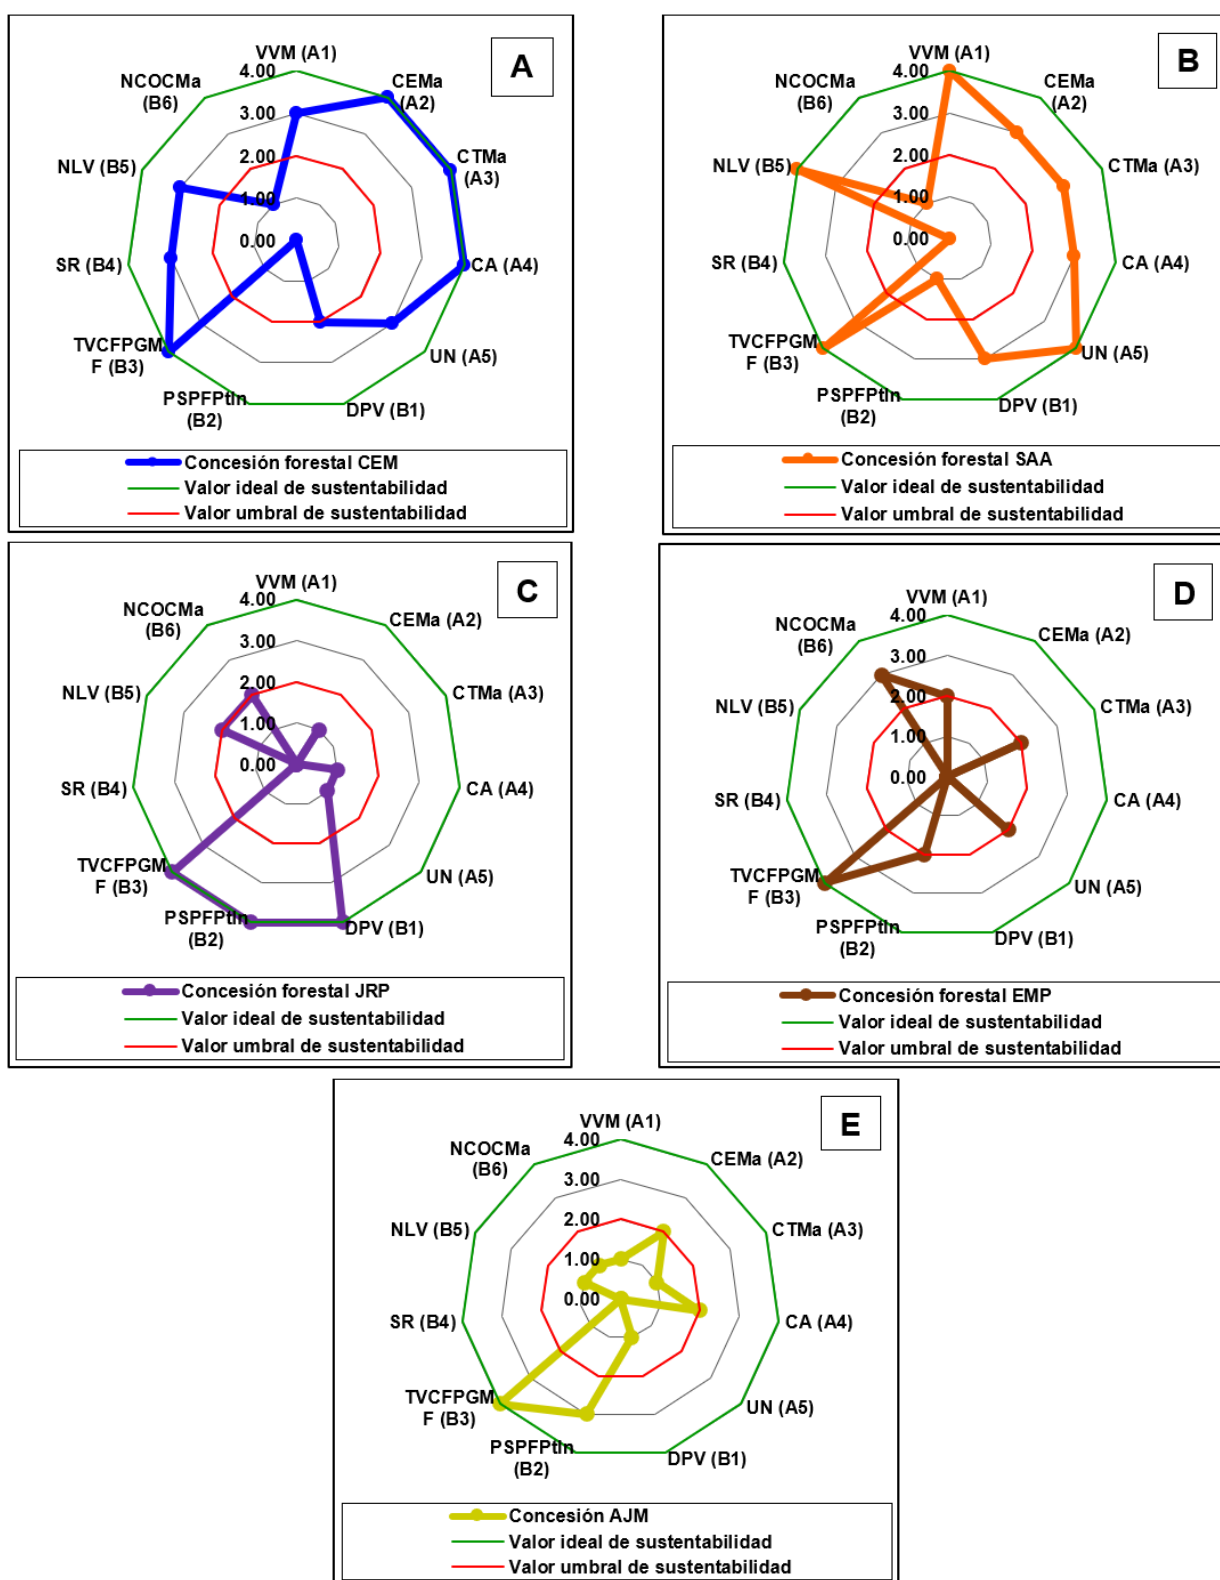 A
VVM (A1)
4.00
NCOCMa
(B6)
CEMa
(A2)
3.00
CTMa
(A3)
NLV (B5)
2.00
1.00
0.00
SR (B4)
CA (A4)
TVCFPGM
F (B3)
UN (A5)
PSPFPtIn
(B2)
DPV (B1)
Concesión forestal CEM
Valor ideal de sustentabilidad
Valor umbral de sustentabilidad
B
VVM (A1)
4.00
NCOCMa
(B6)
CEMa
(A2)
3.00
CTMa
(A3)
NLV (B5)
2.00
1.00
0.00
SR (B4)
CA (A4)
TVCFPGM
F (B3)
UN (A5)
PSPFPtIn
(B2)
DPV (B1)
Concesión forestal SAA
Valor ideal de sustentabilidad
Valor umbral de sustentabilidad
C
VVM (A1)
4.00
NCOCMa
(B6)
CEMa (A2)
3.00
NLV (B5)
CTMa (A3)
2.00
1.00
0.00
SR (B4)
CA (A4)
TVCFPGM
F (B3)
UN (A5)
PSPFPtIn
(B2)
DPV (B1)
Concesión forestal JRP
Valor ideal de sustentabilidad
Valor umbral de sustentabilidad
D
VVM (A1)
4.00
NCOCMa
(B6)
CEMa (A2)
3.00
NLV (B5)
CTMa (A3)
2.00
1.00
0.00
SR (B4)
CA (A4)
TVCFPGM
F (B3)
UN (A5)
PSPFPtIn
(B2)
DPV (B1)
Concesión forestal EMP
Valor ideal de sustentabilidad
Valor umbral de sustentabilidad
E
VVM (A1)
4.00
NCOCMa
(B6)
CEMa (A2)
3.00
NLV (B5)
CTMa (A3)
2.00
1.00
0.00
SR (B4)
CA (A4)
TVCFPGM
F (B3)
UN (A5)
PSPFPtIn
(B2)
DPV (B1)
Concesión AJM
Valor ideal de sustentabilidad
Valor umbral de sustentabilidad